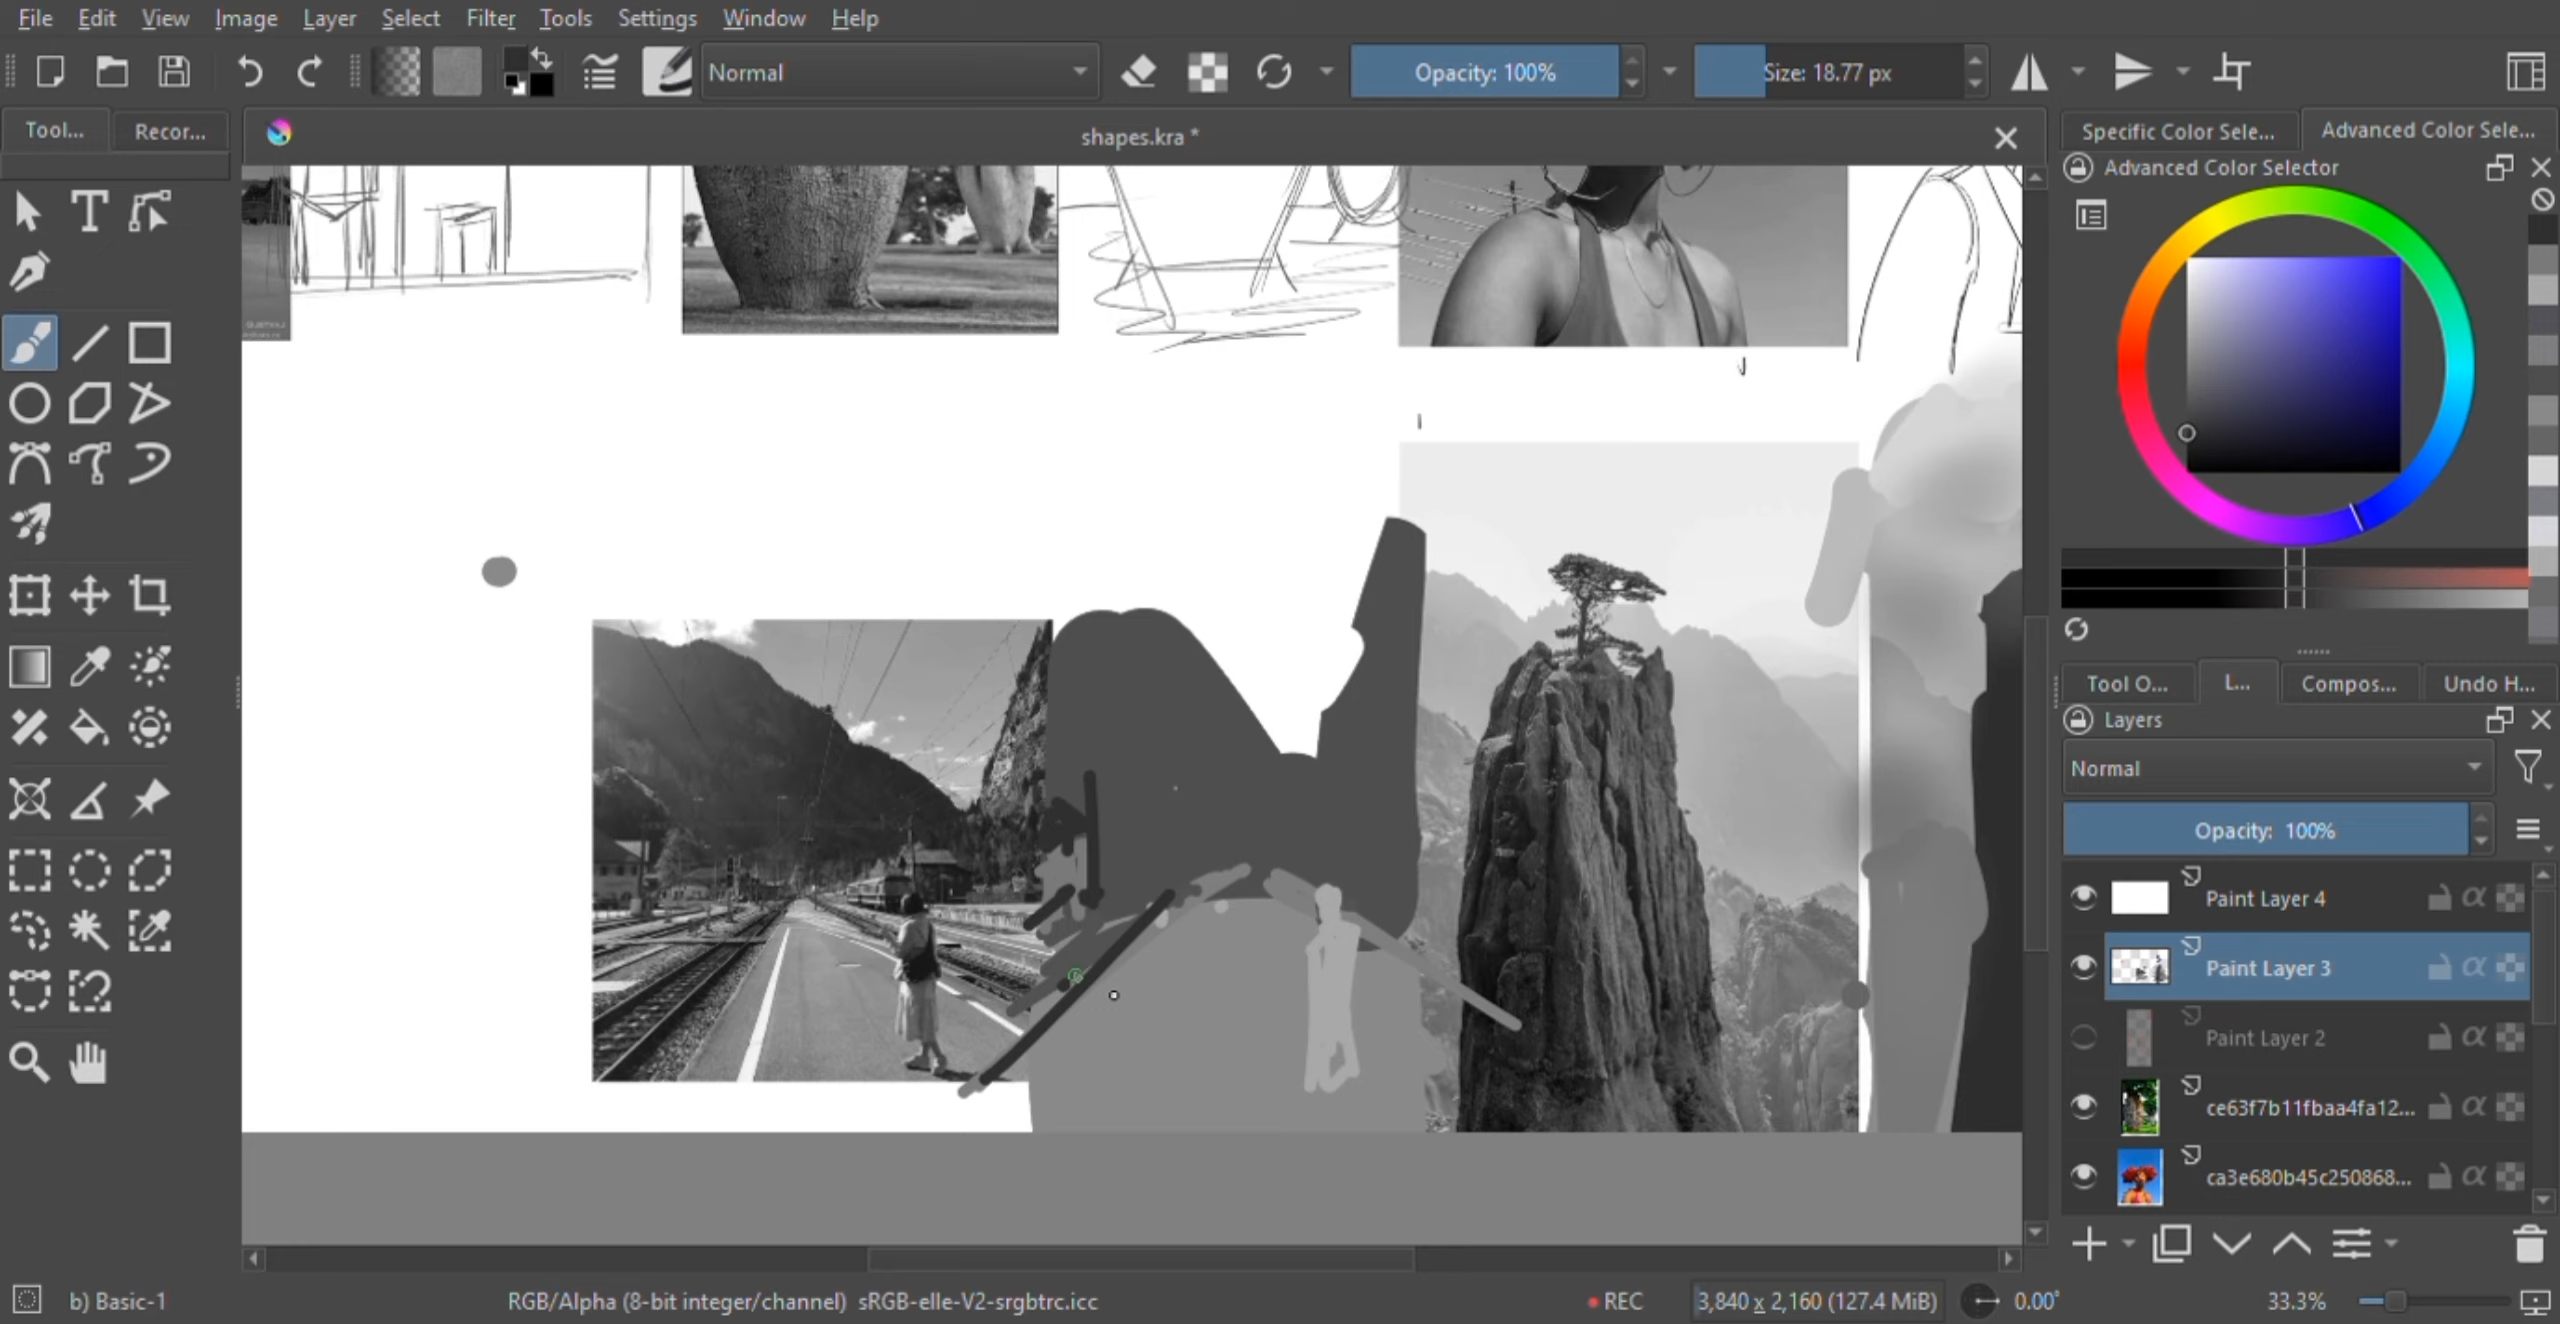 File Edit View Image Layer Select Filter Tools Settings Window Help
Normal
Opacity: 100%
Size: 18.77 px
Tool... Recor...
shapes.kra *
Specific Color Sele... Advanced Color Sele...
Advanced Color Selector
Tool O... L... Compos... Undo H...
Layers
Normal
Opacity: 100%
Paint Layer 4
Paint Layer 3
Paint Layer 2
ce63f7b11fbaa4fa12...
ca3e680b45c250868...
b) Basic-1 RGB/Alpha (8-bit integer/channel) sRGB-elle-V2-srgbtrc.icc REC 3,840 x 2,160 (127.4 MiB) 0.00° 33.3%